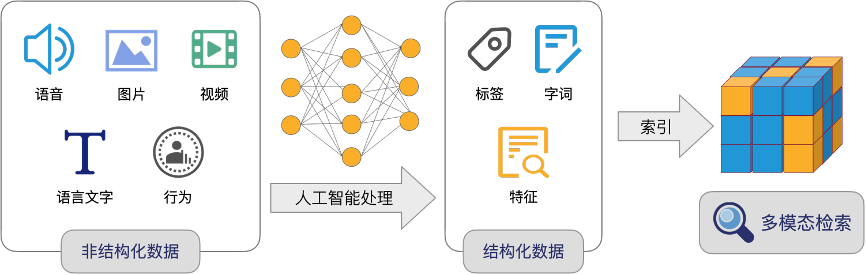 语音
图片
视频
T
语言文字
行为
非结构化数据
人工智能处理
标签
字词
特征
结构化数据
索引
多模态检索